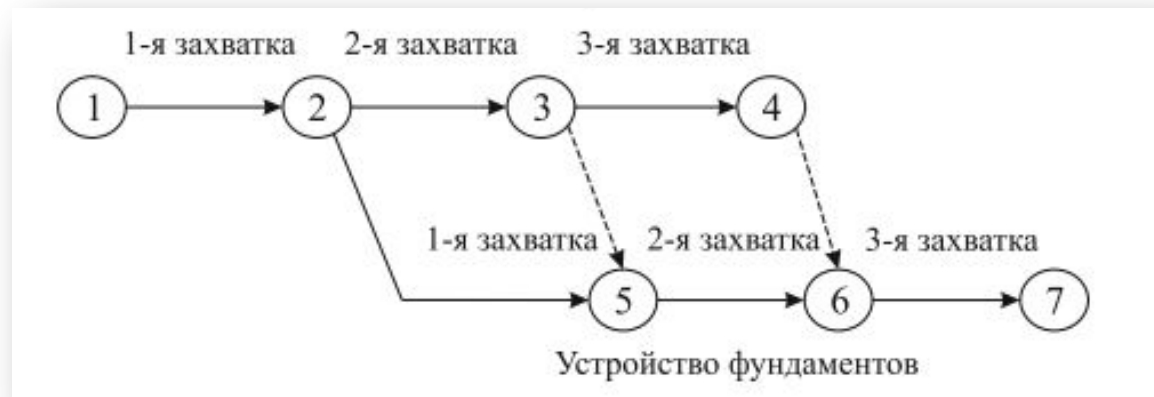 1-я захватка 2-я захватка 3-я захватка
1 2 3 4
1-я захватка 2-я захватка 3-я захватка
5 6 7
Устройство фундаментов